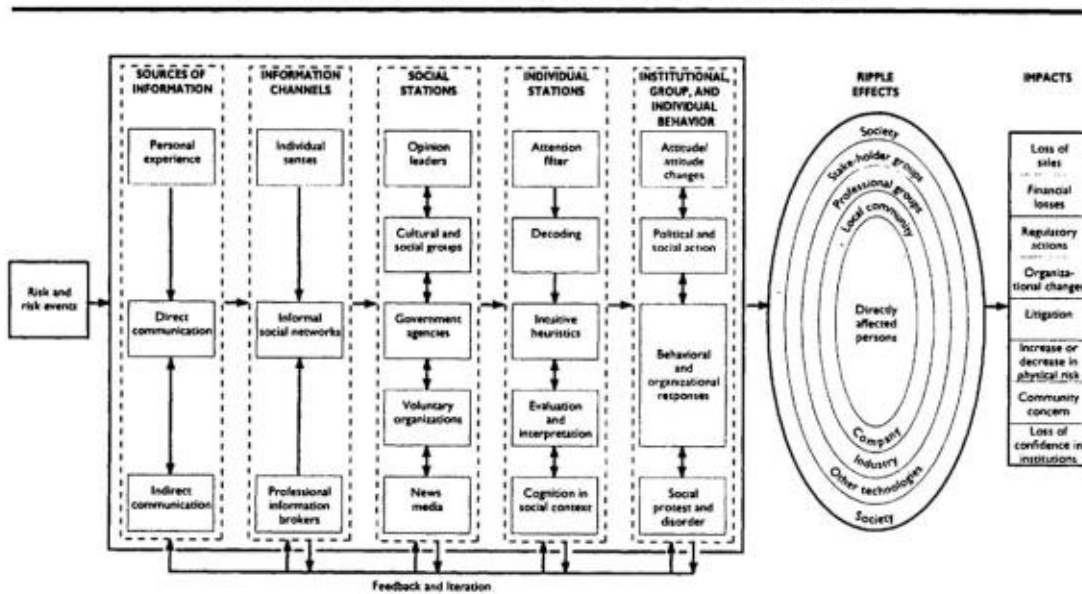 SOURCES OF
INFORMATION
INFORMATION
CHANNELS
SOCIAL
STATIONS
INDIVIDUAL
STATIONS
INSTITUTIONAL,
GROUP, AND
INDIVIDUAL
BEHAVIOR
RIPPLE
EFFECTS
IMPACTS
Risk and
risk events
Personal
experience
Direct
communication
Indirect
communication
Individual
senses
Informal
social networks
Professional
information
brokers
Opinion
leaders
Cultural and
social groups
Government
agencies
Voluntary
organizations
News
media
Attention
filter
Decoding
Intuitive
heuristics
Evaluation and
interpretation
Cognition in
social context
Attitude/
attitude
changes
Political and
social action
Behavioral
and
organizational
responses
Social
protest and
disorder
Society
Stake-holder groups
Professional groups
Local community
Directly
affected
persons
Company
Industry
Other technologies
Society
Loss of
sales
Financial
losses
Regulatory
actions
Organiza-
tional changes
Litigation
Increase or
decrease in
physical risk
Community
concern
Loss of
confidence in
institutions
Feedback and Iteration